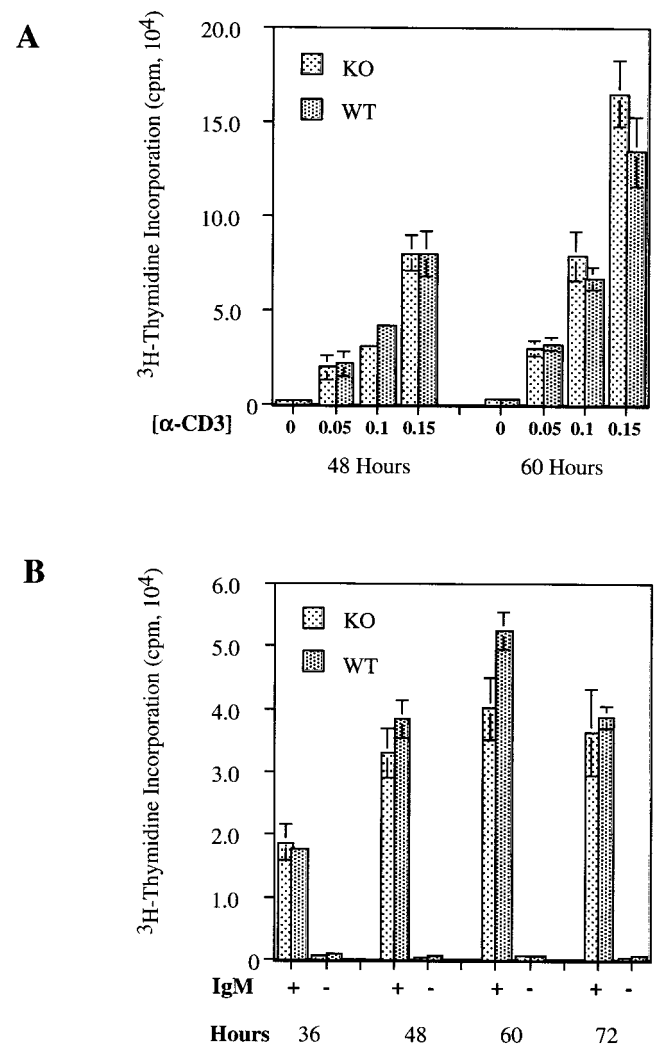 A
³H-Thymidine Incorporation (cpm, 10⁴)
20.0
15.0
10.0
5.0
0
KO
WT
[α-CD3]
0 0.05 0.1 0.15 0 0.05 0.1 0.15
48 Hours 60 Hours
B
³H-Thymidine Incorporation (cpm, 10⁴)
6.0
5.0
4.0
3.0
2.0
1.0
0
KO
WT
IgM + - + - + - + -
Hours 36 48 60 72